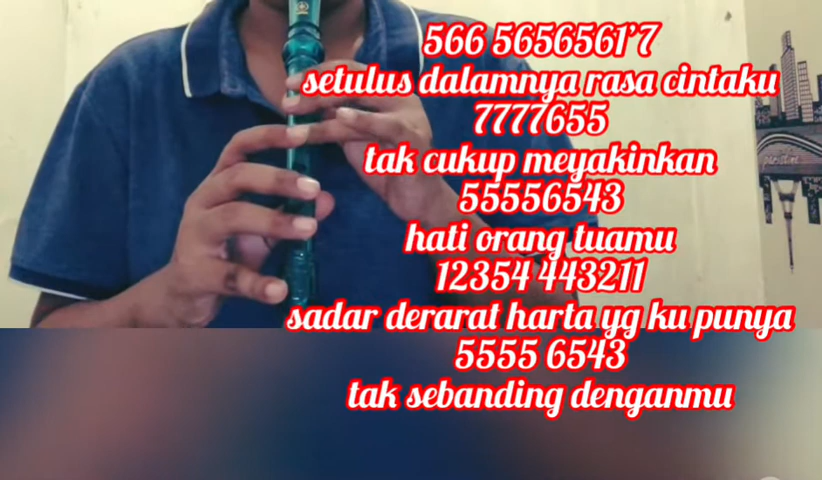 566 5656561'7
setulus dalamnya rasa cintaku
7777655
tak cukup meyakinkan
55556543
hati orang tuamu
12354 443211
sadar derarat harta yg ku punya
5555 6543
tak sebanding denganmu